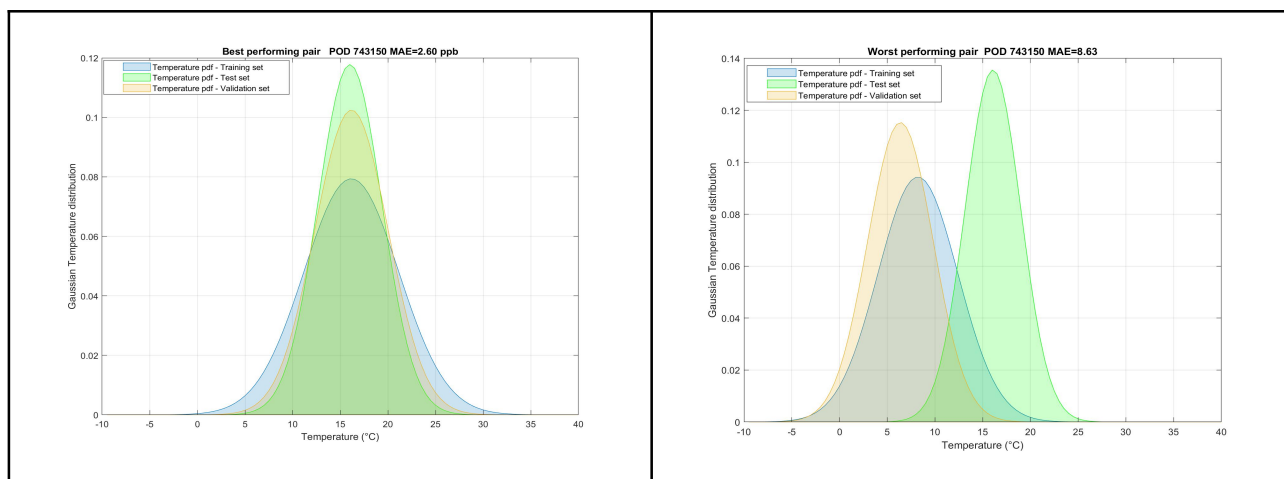 Best performing pair POD 743150 MAE=2.60 ppb
Temperature pdf - Training set
Temperature pdf - Test set
Temperature pdf - Validation set
Gaussian Temperature distribution
0.12
0.1
0.08
0.06
0.04
0.02
0
-10 -5 0 5 10 15 20 25 30 35 40
Temperature (°C)
Worst performing pair POD 743150 MAE=8.63
Temperature pdf - Training set
Temperature pdf - Test set
Temperature pdf - Validation set
Gaussian Temperature distribution
0.14
0.12
0.1
0.08
0.06
0.04
0.02
0
-10 -5 0 5 10 15 20 25 30 35 40
Temperature (°C)